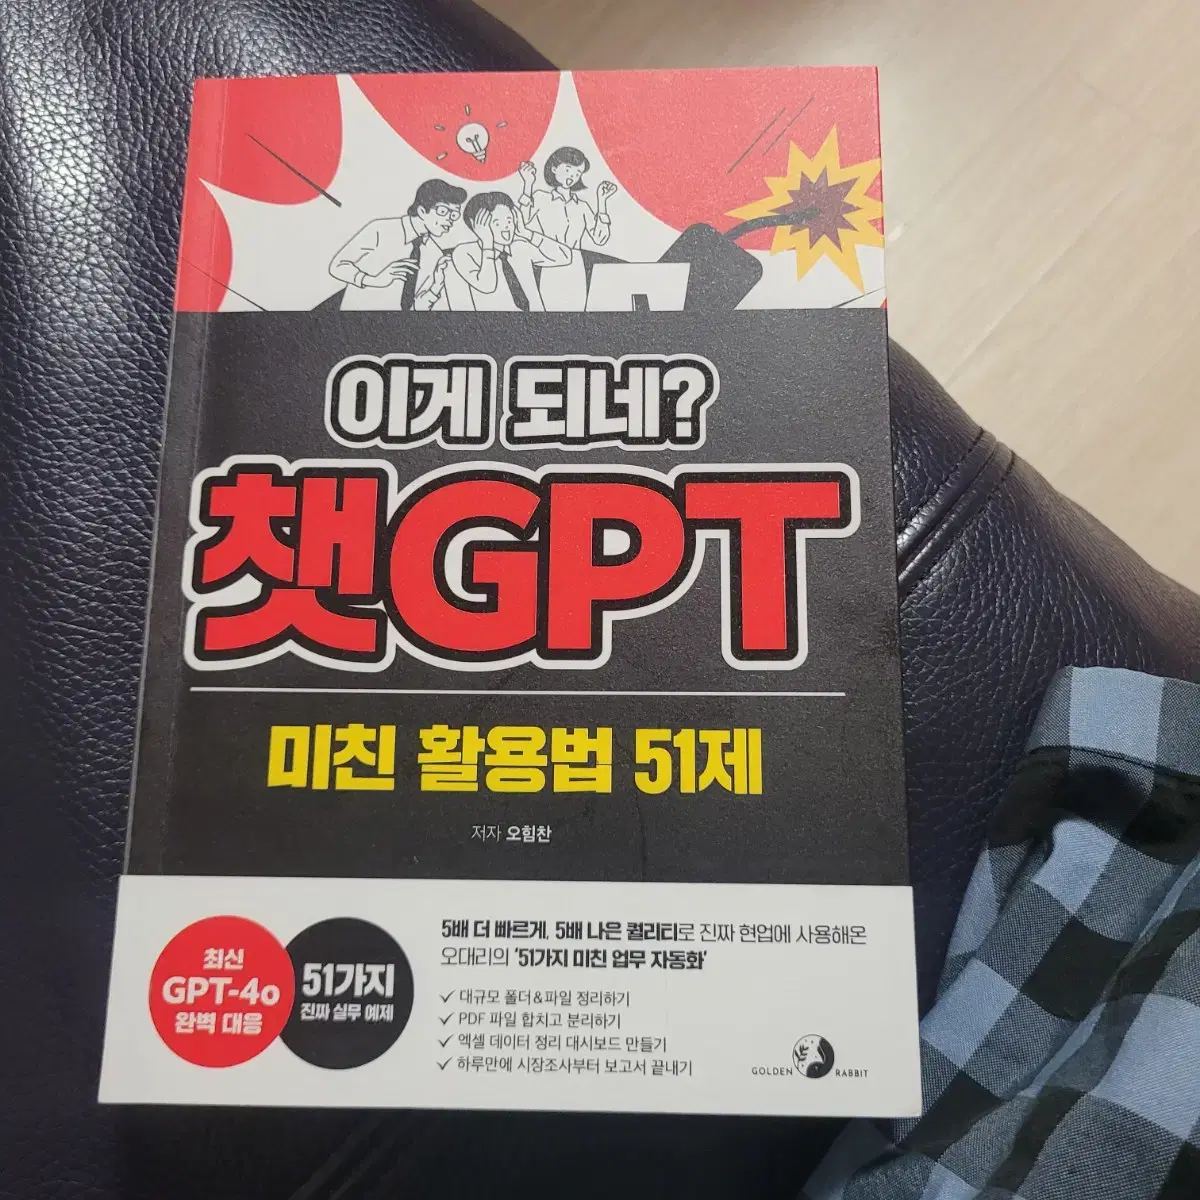 이게 되네?
챗GPT
미친 활용법 51제
저자 오힘찬
최신
GPT-4o
완벽 대응
51가지
진짜 실무 예제
5배 더 빠르게, 5배 나은 퀄리티로 진짜 현업에 사용해온
오대리의 '51가지 미친 업무 자동화'
✓ 대규모 폴더&파일 정리하기
✓ PDF 파일 합치고 분리하기
✓ 엑셀 데이터 정리 대시보드 만들기
✓ 하루만에 시장조사부터 보고서 끝내기
GOLDEN RABBIT